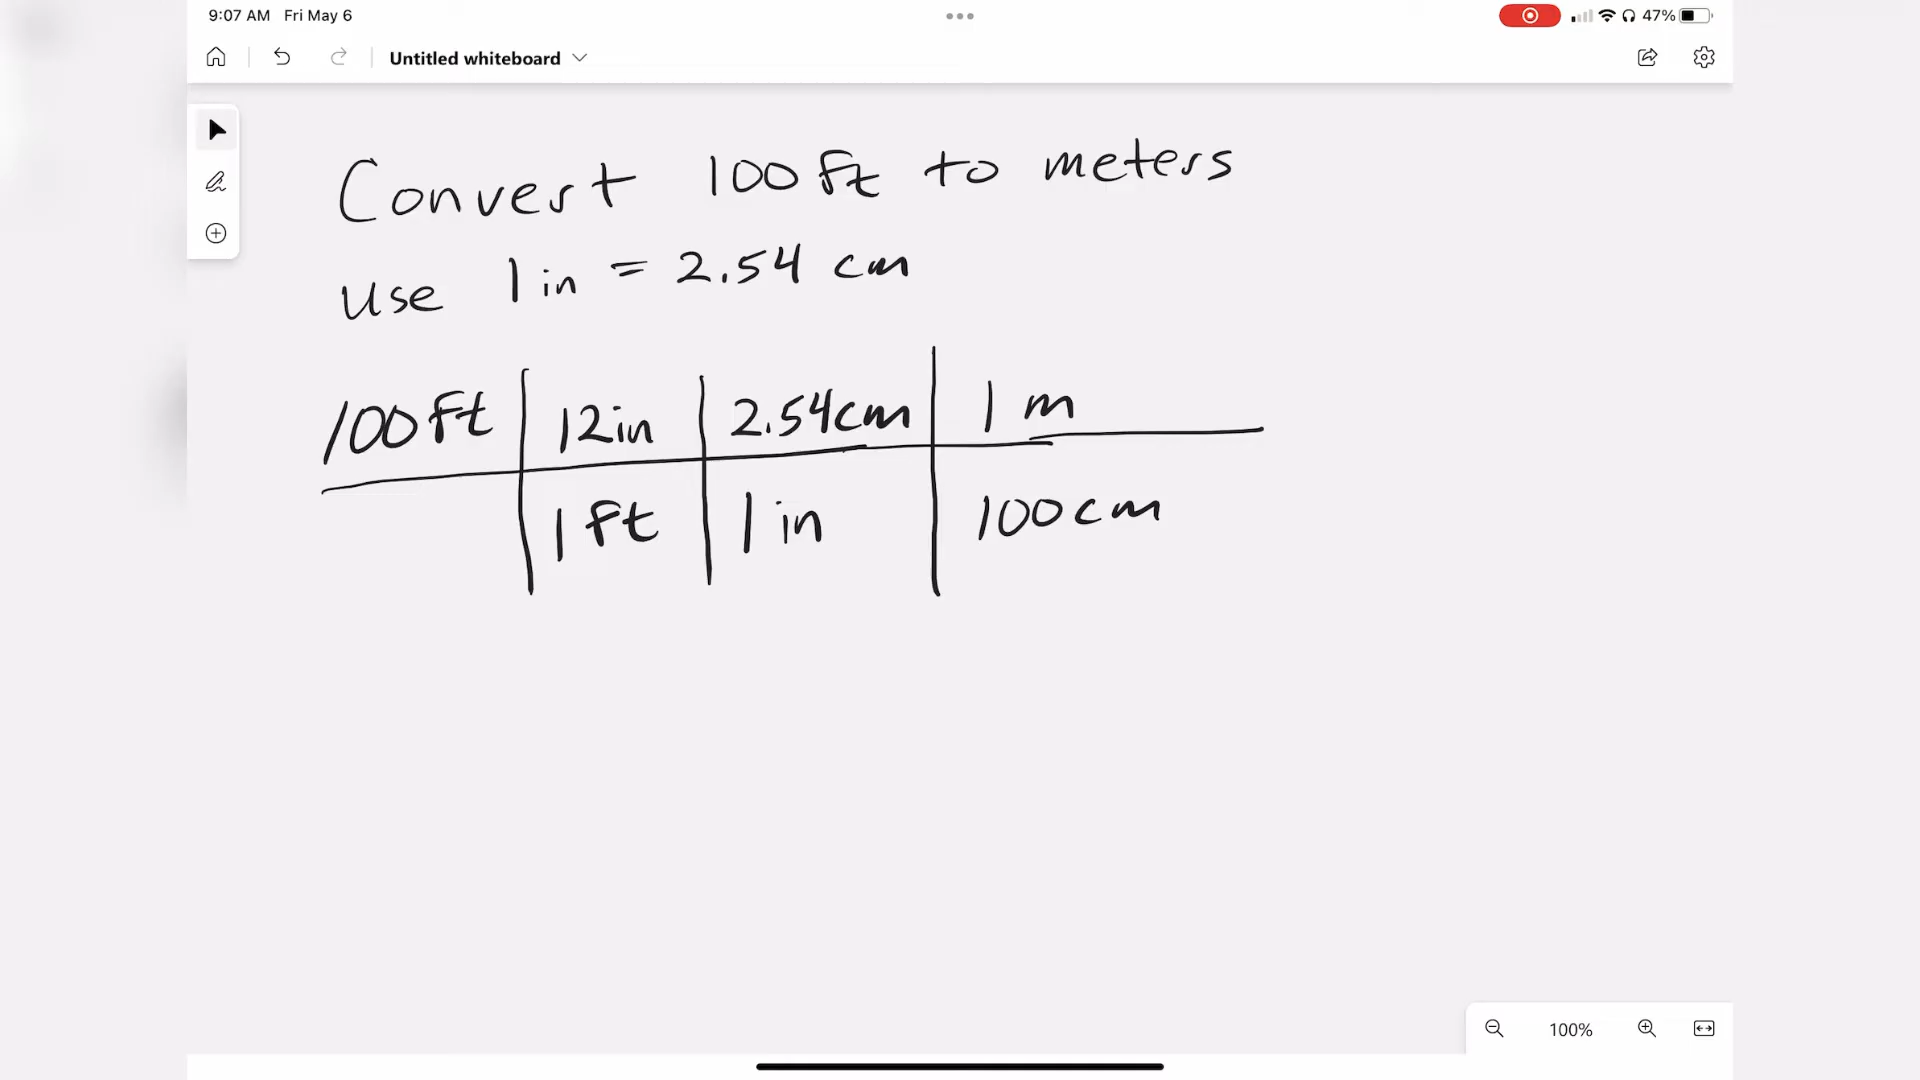 9:07 AM Fri May 6
47%
Untitled whiteboard
Convert 100 ft to meters
use 1 in = 2.54 cm
100 ft 12 in 2.54 cm 1 m
1 ft 1 in 100 cm
100%